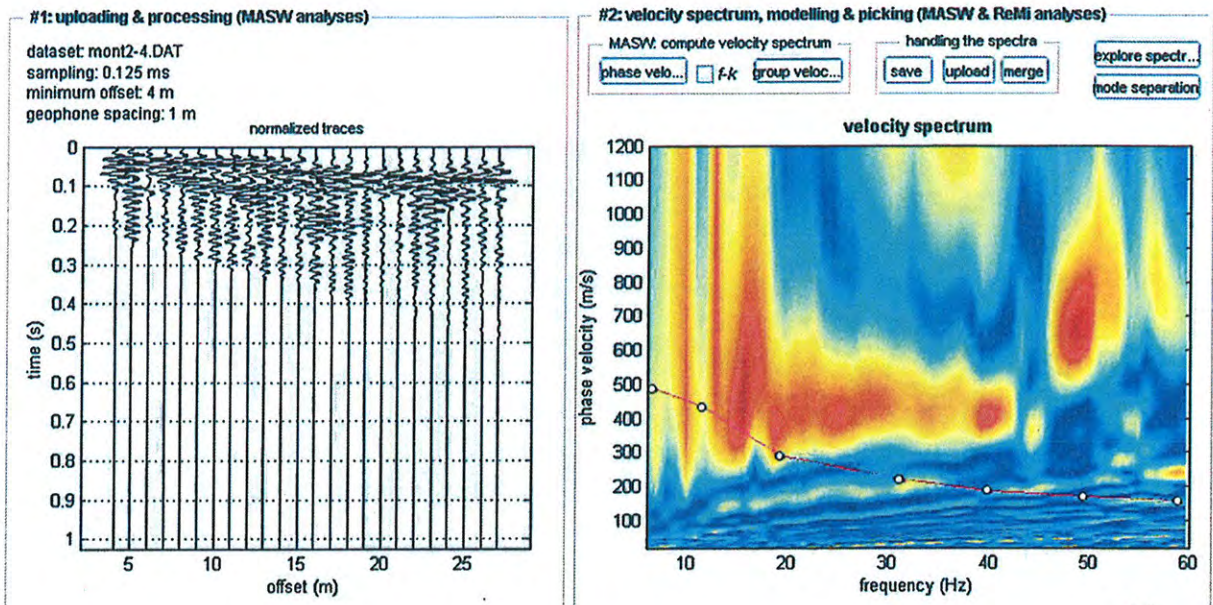 #1: uploading & processing (MASW analyses)
dataset: mont2-4.DAT
sampling: 0.125 ms
minimum offset: 4 m
geophone spacing: 1 m
normalized traces
0
0.1
0.2
0.3
0.4
0.5
0.6
0.7
0.8
0.9
1
time (s)
5
10
15
20
25
offset (m)
#2: velocity spectrum, modelling & picking (MASW & ReMi analyses)
MASW: compute velocity spectrum
phase velo...
f-k
group veloc...
handling the spectra
save
upload
merge
explore spectr...
mode separation
velocity spectrum
1200
1100
1000
900
800
700
600
500
400
300
200
100
phase velocity (m/s)
10
20
30
40
50
60
frequency (Hz)